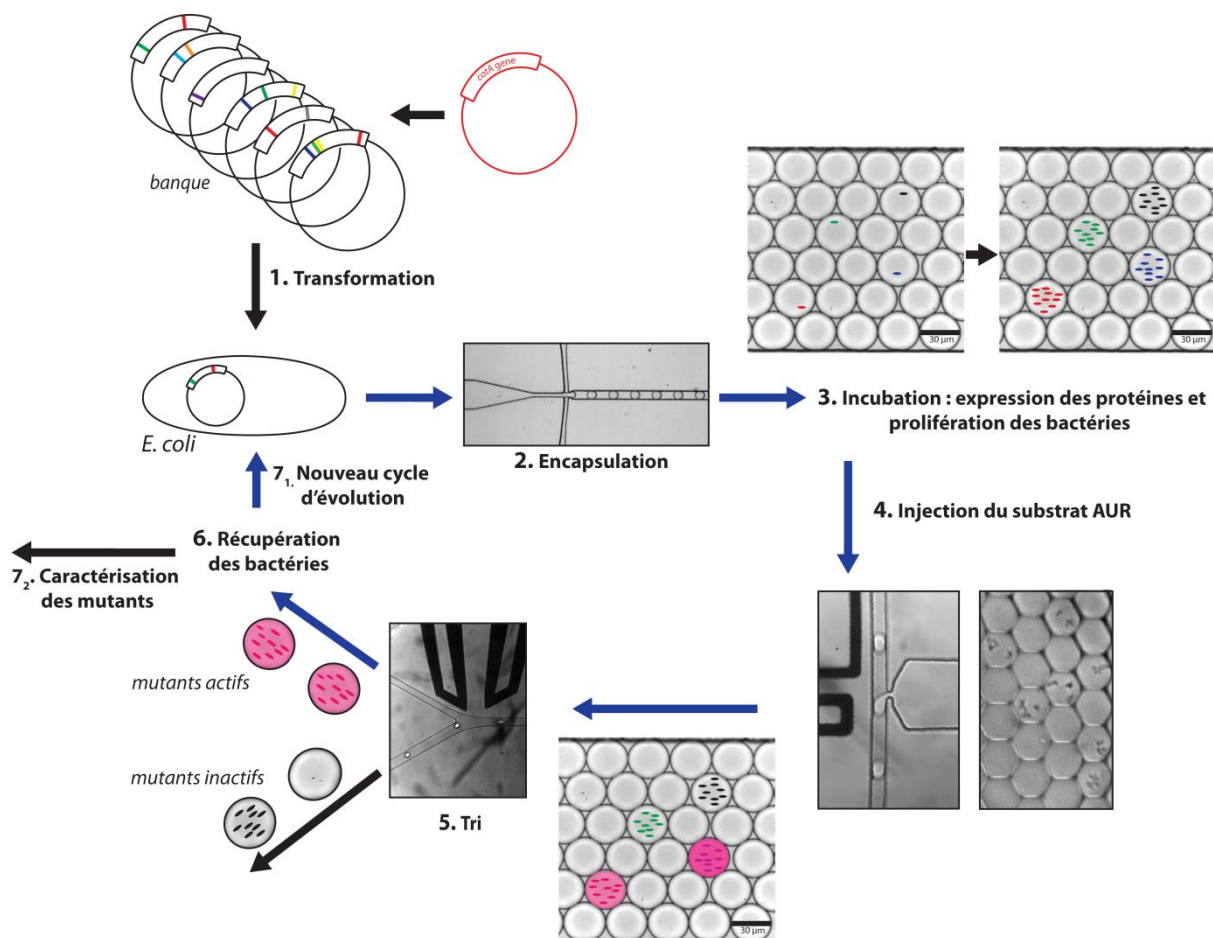 cotA gene
banque
1. Transformation
E. coli
2. Encapsulation
30 µm
30 µm
3. Incubation : expression des protéines et
prolifération des bactéries
4. Injection du substrat AUR
7₁. Nouveau cycle
d'évolution
6. Récupération
des bactéries
7₂. Caractérisation
des mutants
mutants actifs
mutants inactifs
5. Tri
30 µm